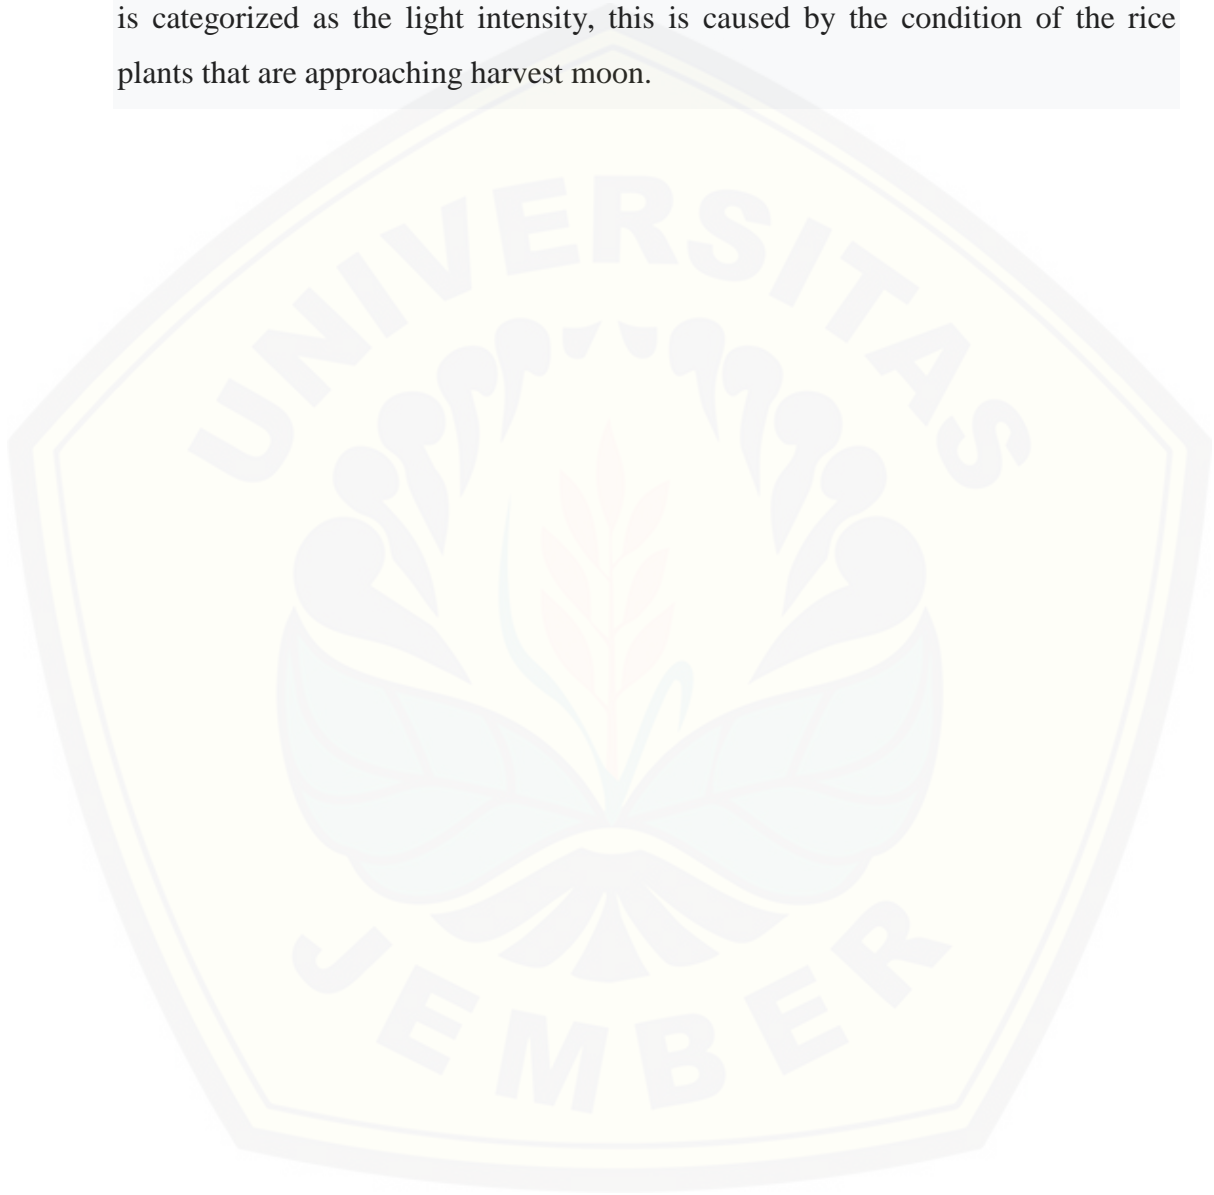 is categorized as the light intensity, this is caused by the condition of the rice
plants that are approaching harvest moon.
UNIVERSITAS
JEMBER